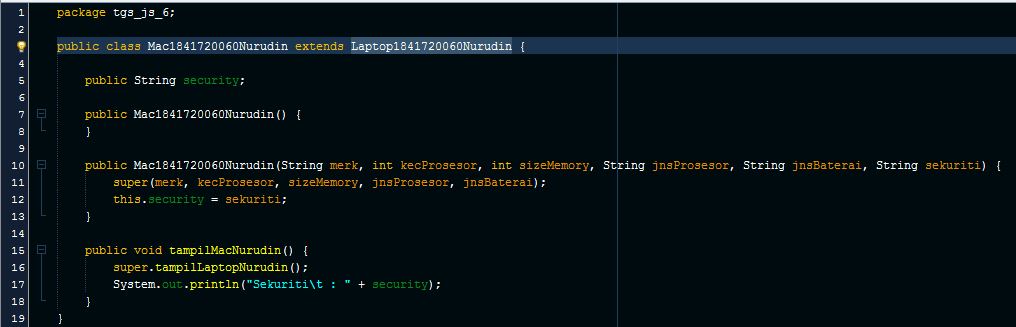 1 package tgs_js_6;
2
public class Mac1841720060Nurudin extends Laptop1841720060Nurudin {
4
5 public String security;
6
7 public Mac1841720060Nurudin() {
8 }
9
10 public Mac1841720060Nurudin(String merk, int kecProsesor, int sizeMemory, String jnsProsesor, String jnsBaterai, String sekuriti) {
11 super(merk, kecProsesor, sizeMemory, jnsProsesor, jnsBaterai);
12 this.security = sekuriti;
13 }
14
15 public void tampilMacNurudin() {
16 super.tampilLaptopNurudin();
17 System.out.println("Sekuriti\t : " + security);
18 }
19 }